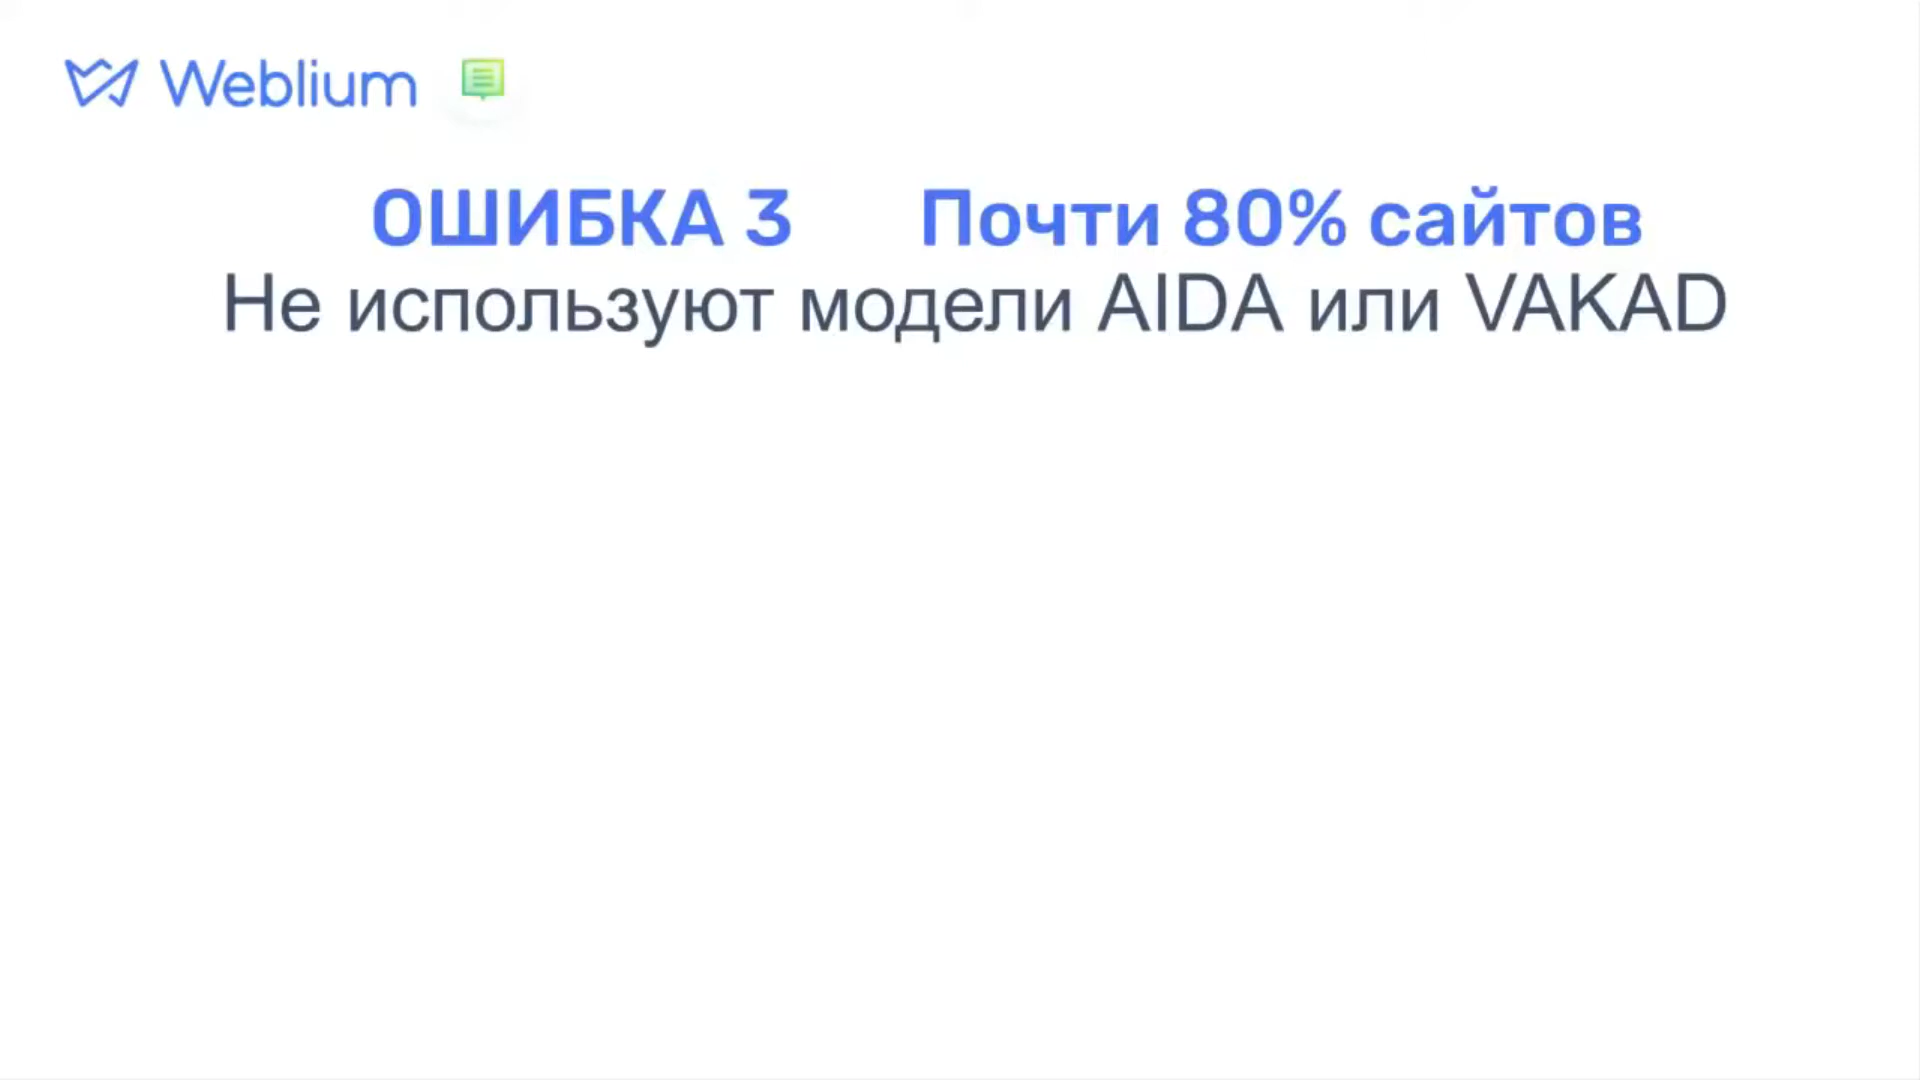 Weblium
ОШИБКА 3 Почти 80% сайтов
Не используют модели AIDA или VAKAD